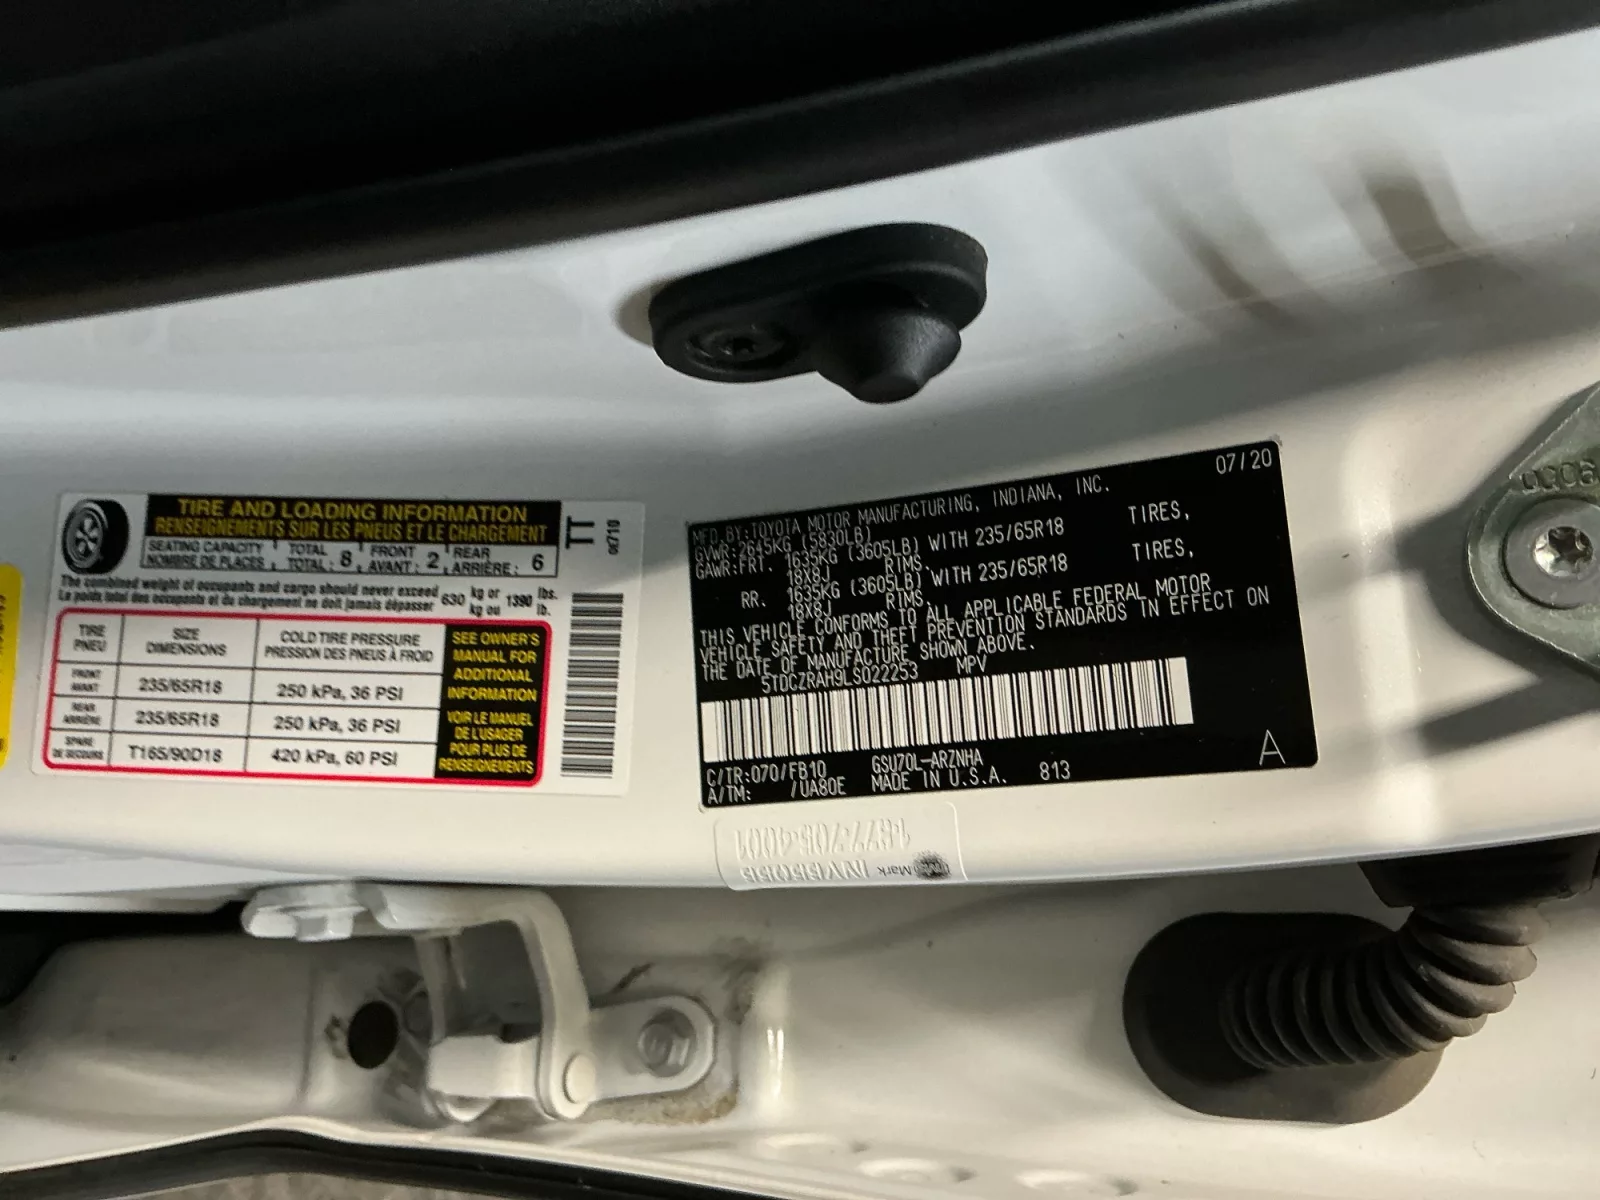 TIRE AND LOADING INFORMATION
RENSEIGNEMENTS SUR LES PNEUS ET LE CHARGEMENT
SEATING CAPACITY TOTAL FRONT REAR
NOMBRE DE PLACES, TOTAL: 8 AVANT: 2 ARRIÈRE: 6
The combined weight of occupants and cargo should never exceed 630 kg or 1390 lbs.
Le poids total des occupants et du chargement ne doit jamais dépasser kg ou lb.
TIRE SIZE COLD TIRE PRESSURE
PNEU DIMENSIONS PRESSION DES PNEUS À FROID
FRONT
AVANT 235/65R18 250 kPa, 36 PSI
REAR
ARRIÈRE 235/65R18 250 kPa, 36 PSI
SPARE
DE SECOURS T165/90D18 420 kPa, 60 PSI
SEE OWNER'S
MANUAL FOR
ADDITIONAL
INFORMATION
VOIR LE MANUEL
DE L'USAGER
POUR PLUS DE
RENSEIGNEMENTS
TT
07/20
MFD.BY:TOYOTA MOTOR MANUFACTURING, INDIANA, INC.
GVWR:2645KG (5830LB)
GAWR:FRT. 1635KG (3605LB) WITH 235/65R18 TIRES,
18X8J RIMS.
RR. 1635KG (3605LB) WITH 235/65R18 TIRES,
18X8J RIMS.
THIS VEHICLE CONFORMS TO ALL APPLICABLE FEDERAL MOTOR
VEHICLE SAFETY AND THEFT PREVENTION STANDARDS IN EFFECT ON
THE DATE OF MANUFACTURE SHOWN ABOVE.
5TDCZRAH9LS022253 MPV
C/TR:070/FB10 GSU70L-ARZNHA
A/TM: /UA80E MADE IN U.S.A. 813
A